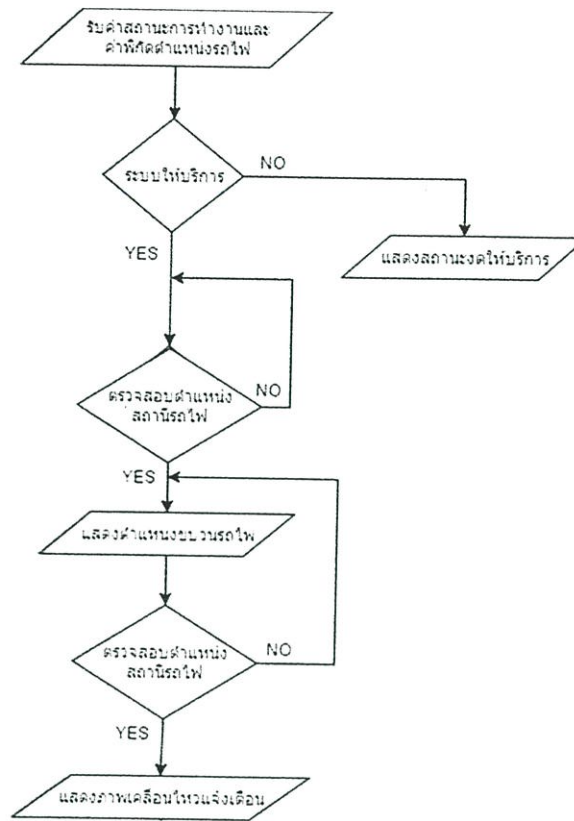 รับค่าสถานะการทำงานและ
ค่าพิกัดตำแหน่งรถไฟ
ระบบให้บริการ
NO
แสดงสถานะงดให้บริการ
YES
ตรวจสอบตำแหน่ง
สถานีรถไฟ
NO
YES
แสดงตำแหน่งขบวนรถไฟ
ตรวจสอบตำแหน่ง
สถานีรถไฟ
NO
YES
แสดงภาพเคลื่อนไหวแจ้งเตือน